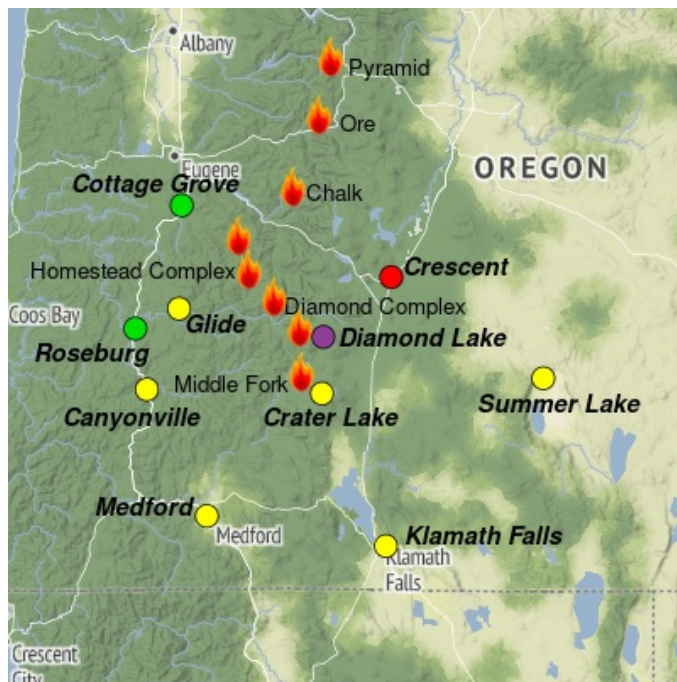 Albany
Pyramid
Ore
Eugene
OREGON
Cottage Grove
Chalk
Homestead Complex
Crescent
Coos Bay
Glide
Diamond Complex
Roseburg
Diamond Lake
Middle Fork
Canyonville
Crater Lake
Summer Lake
Medford
Medford
Klamath Falls
Klamath
Falls
Crescent
City